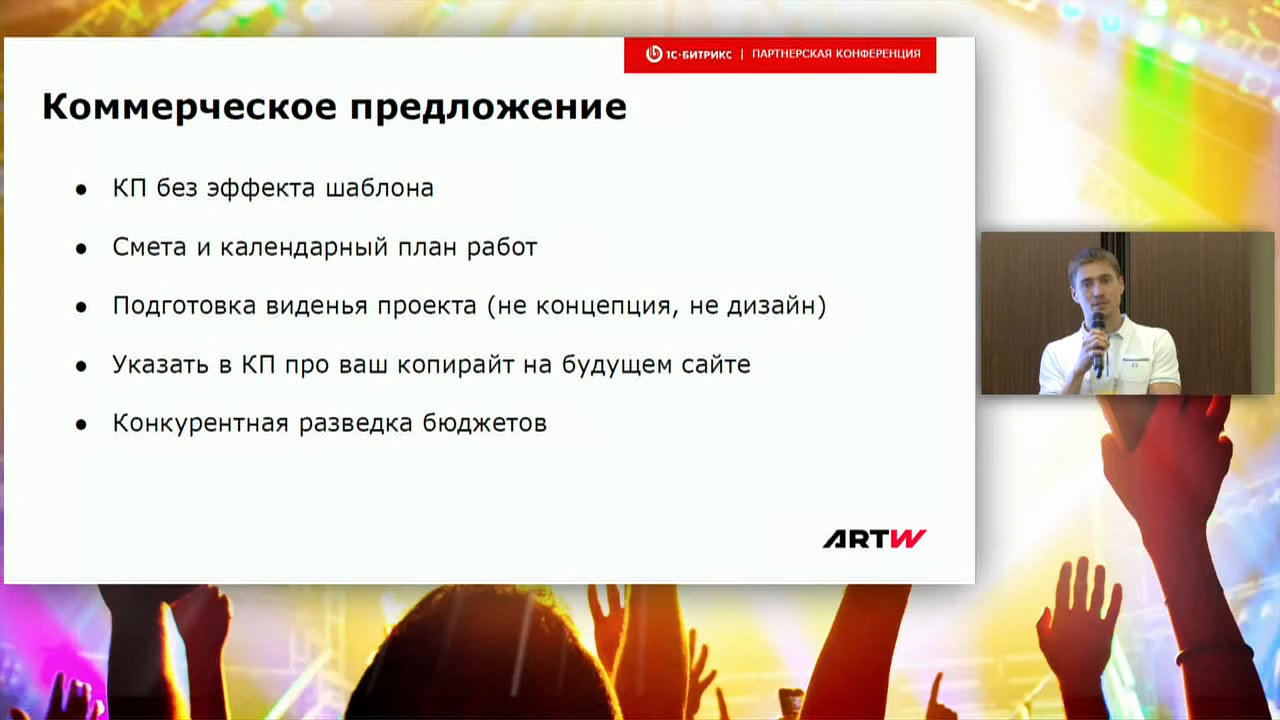 1С-БИТРИКС | ПАРТНЕРСКАЯ КОНФЕРЕНЦИЯ
Коммерческое предложение
● КП без эффекта шаблона
● Смета и календарный план работ
● Подготовка виденья проекта (не концепция, не дизайн)
● Указать в КП про ваш копирайт на будущем сайте
● Конкурентная разведка бюджетов
ARTW